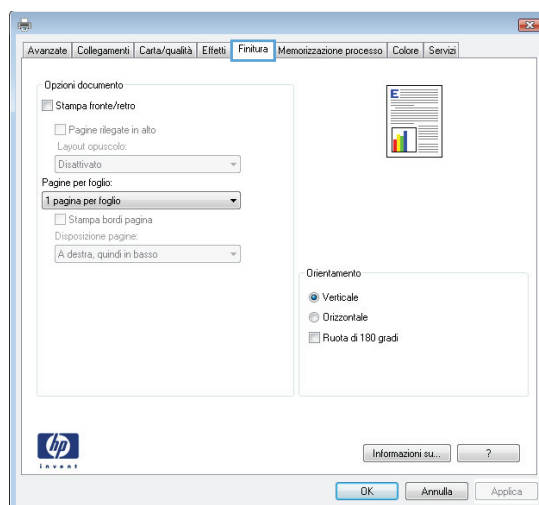 Avanzate Collegamenti Carta/qualità Effetti Finitura Memorizzazione processo Colore Servizi
Opzioni documento
Stampa fronte/retro
Pagine rilegate in alto
Layout opuscolo:
Disattivato
Pagine per foglio:
1 pagina per foglio
Stampa bordi pagina
Disposizione pagine:
A destra, quindi in basso
E
Orientamento
Verticale
Orizzontale
Ruota di 180 gradi
hp
invent
Informazioni su... ?
OK Annulla Applica